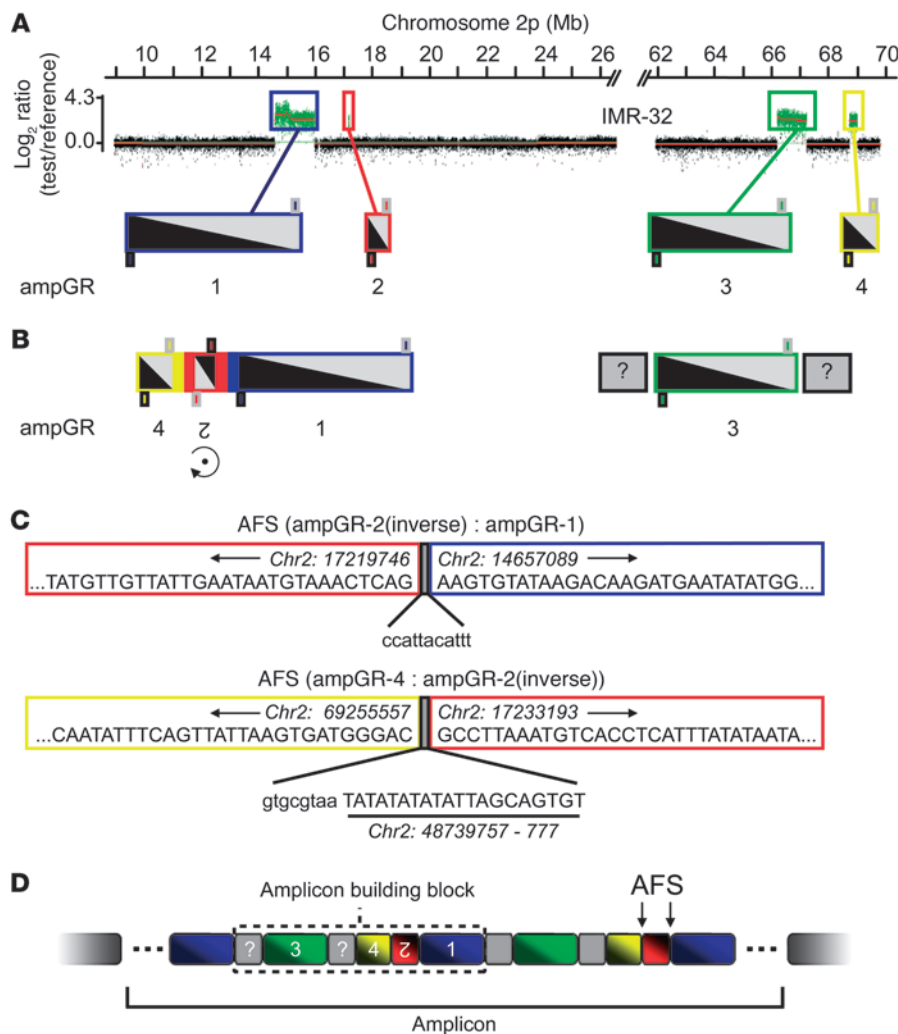 A
Chromosome 2p (Mb)
10 12 14 16 18 20 22 24 26 62 64 66 68 70
4.3
0.0
Log2 ratio
(test/reference)
IMR-32
ampGR 1 2 3 4
B
? ?
ampGR 4 2 1 3
C
AFS (ampGR-2(inverse) : ampGR-1)
Chr2: 17219746 Chr2: 14657089
...TATGTTGTTATTGAATAATGTAAACTCAG AAGTGTATAAGACAAGATGAATATATGG...
ccattacattt
AFS (ampGR-4 : ampGR-2(inverse))
Chr2: 69255557 Chr2: 17233193
...CAATATTTCAGTTATTAAGTGATGGGAC GCCTTAAATGTCACCTCATTTATATAATA...
gtgcgtaa TATATATATATTAGCAGTGT
Chr2: 48739757 - 777
D
Amplicon building block
AFS
? 3 ? 4 2 1
Amplicon